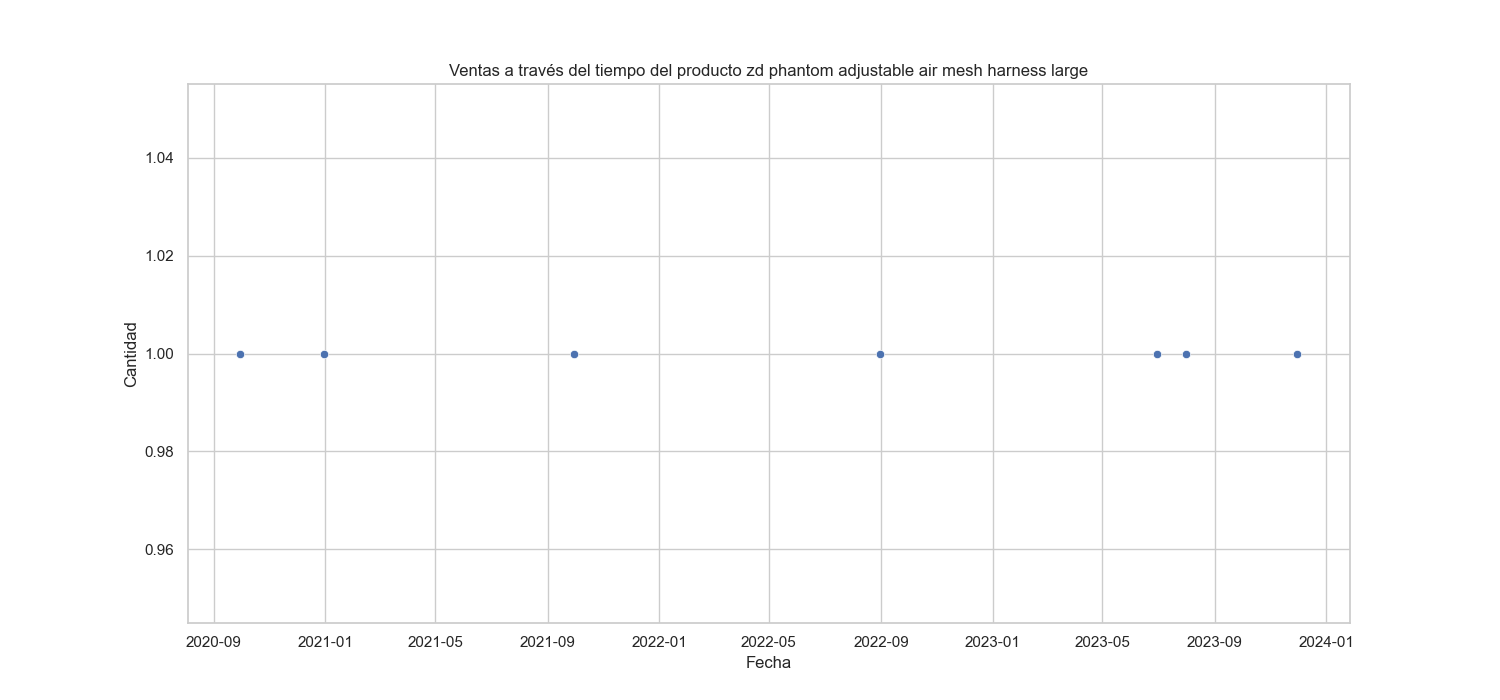 Ventas a través del tiempo del producto zd phantom adjustable air mesh harness large
1.04
1.02
1.00
0.98
0.96
Cantidad
2020-09 2021-01 2021-05 2021-09 2022-01 2022-05 2022-09 2023-01 2023-05 2023-09 2024-01
Fecha